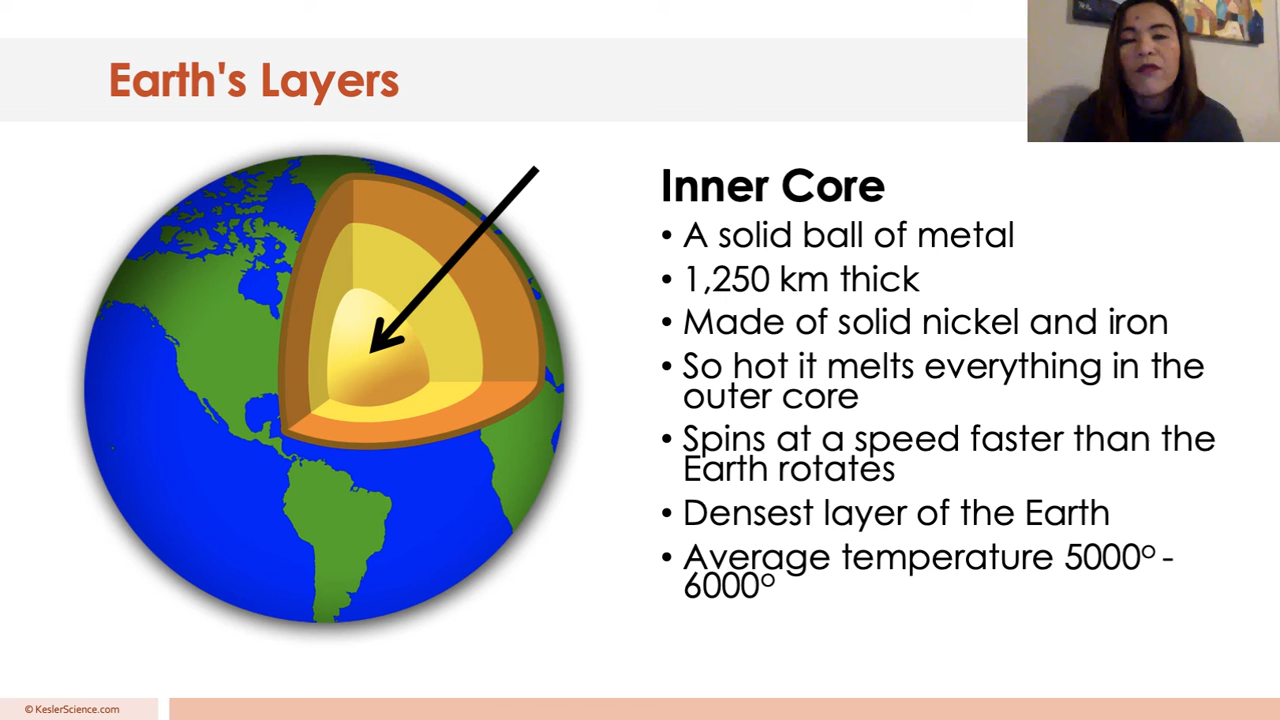 Earth's Layers
Inner Core
• A solid ball of metal
• 1,250 km thick
• Made of solid nickel and iron
• So hot it melts everything in the
outer core
• Spins at a speed faster than the
Earth rotates
• Densest layer of the Earth
• Average temperature 5000° -
6000°
© KeslerScience.com